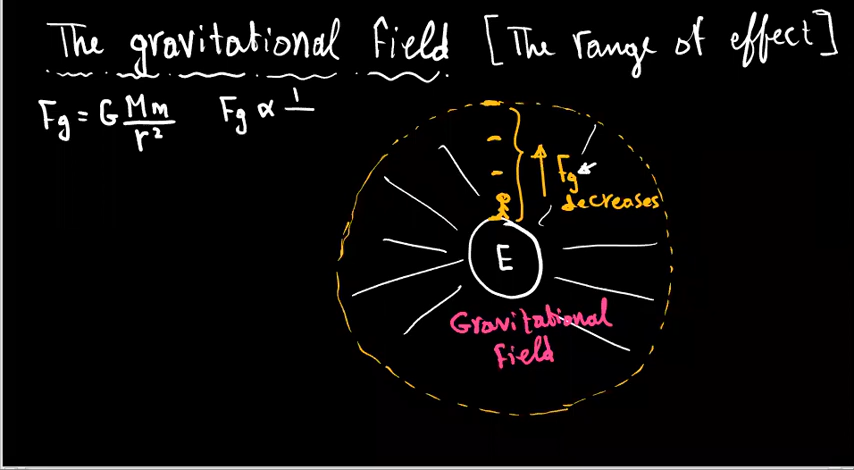 The gravitational field [The range of effect]
Fg = G Mm/r² Fg ∝ 1/
Fg
decreases
E
Gravitational
field